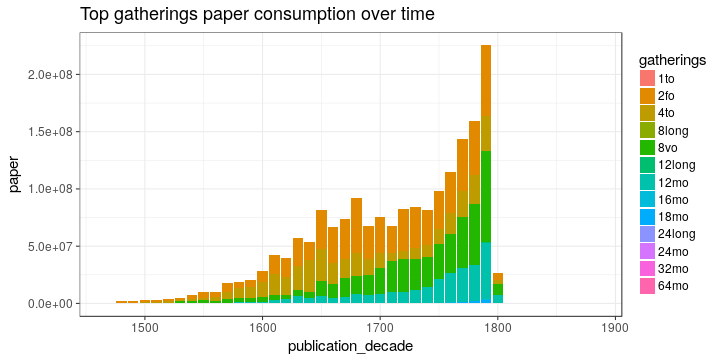 Top gatherings paper consumption over time
paper
2.0e+08
1.5e+08
1.0e+08
5.0e+07
0.0e+00
1500
1600
1700
1800
1900
publication_decade
gatherings
1to
2fo
4to
8long
8vo
12long
12mo
16mo
18mo
24long
24mo
32mo
64mo